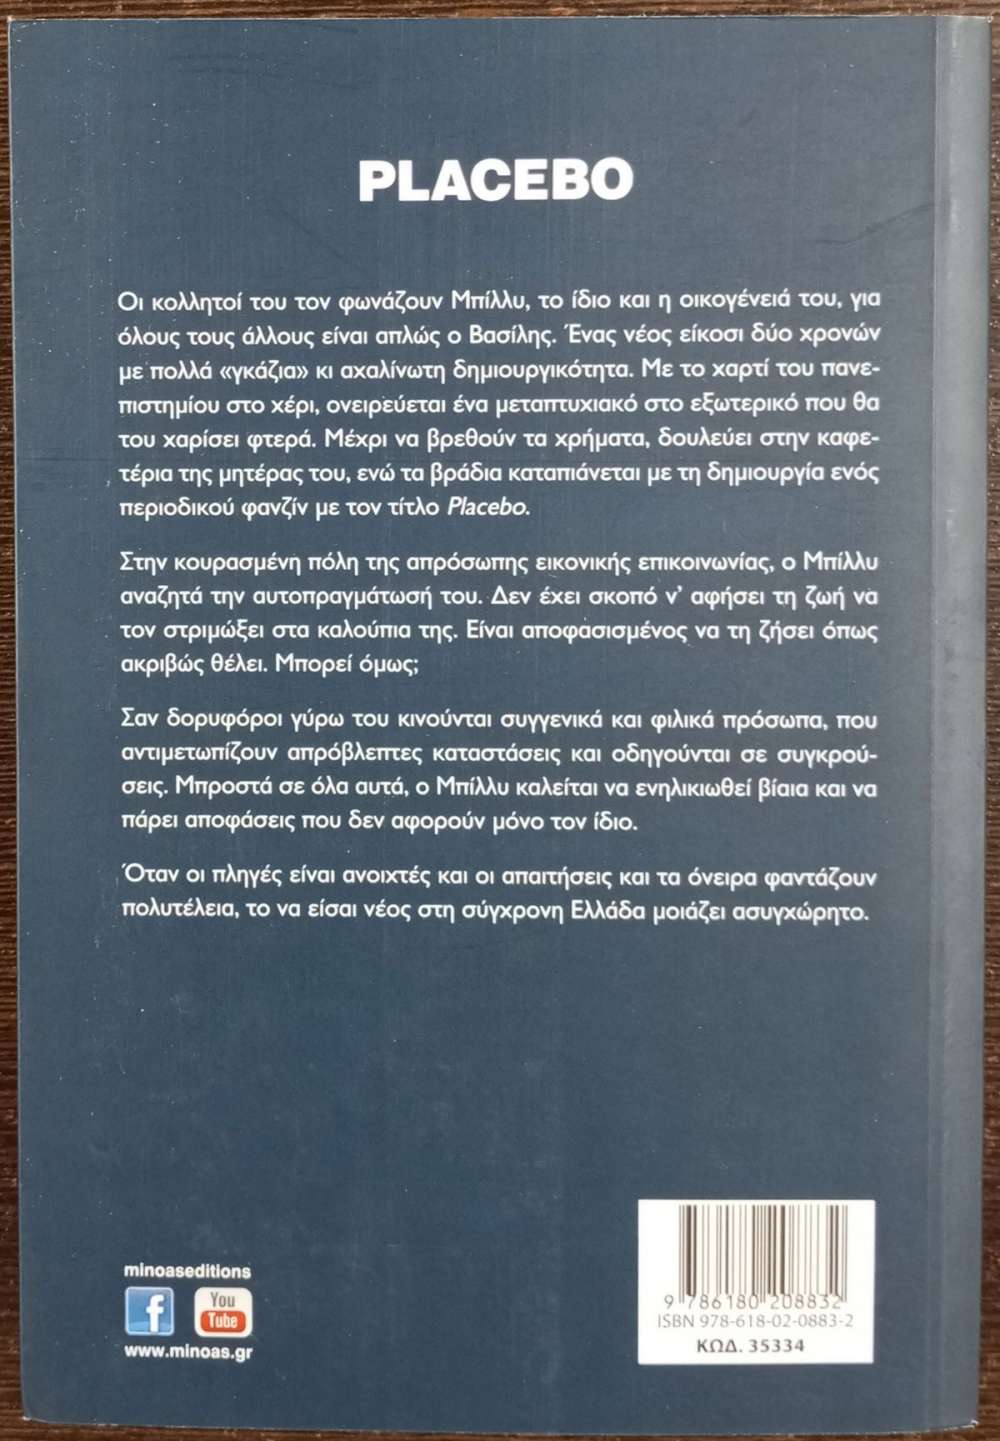 PLACEBO
Οι κολλητοί του τον φωνάζουν Μπίλλυ, το ίδιο και η οικογένειά του, για
όλους τους άλλους είναι απλώς ο Βασίλης. Ένας νέος είκοσι δύο χρονών
με πολλά «γκάζια» κι αχαλίνωτη δημιουργικότητα. Με το χαρτί του πανε-
πιστημίου στο χέρι, ονειρεύεται ένα μεταπτυχιακό στο εξωτερικό που θα
του χαρίσει φτερά. Μέχρι να βρεθούν τα χρήματα, δουλεύει στην καφε-
τέρια της μητέρας του, ενώ τα βράδια καταπιάνεται με τη δημιουργία ενός
περιοδικού φανζίν με τον τίτλο Placebo.
Στην κουρασμένη πόλη της απρόσωπης εικονικής επικοινωνίας, ο Μπίλλυ
αναζητά την αυτοπραγμάτωσή του. Δεν έχει σκοπό ν' αφήσει τη ζωή να
τον στριμώξει στα καλούπια της. Είναι αποφασισμένος να τη ζήσει όπως
ακριβώς θέλει. Μπορεί όμως;
Σαν δορυφόροι γύρω του κινούνται συγγενικά και φιλικά πρόσωπα, που
αντιμετωπίζουν απρόβλεπτες καταστάσεις και οδηγούνται σε συγκρού-
σεις. Μπροστά σε όλα αυτά, ο Μπίλλυ καλείται να ενηλικιωθεί βίαια και να
πάρει αποφάσεις που δεν αφορούν μόνο τον ίδιο.
Όταν οι πληγές είναι ανοιχτές και οι απαιτήσεις και τα όνειρα φαντάζουν
πολυτέλεια, το να είσαι νέος στη σύγχρονη Ελλάδα μοιάζει ασυγχώρητο.
minoaseditions
f
You
Tube
www.minoas.gr
9 786180 208832
ISBN 978-618-02-0883-2
ΚΩΔ. 35334